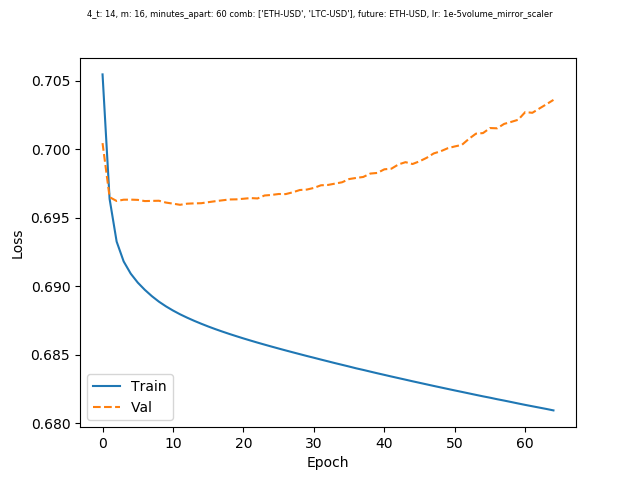 4_t: 14, m: 16, minutes_apart: 60 comb: ['ETH-USD', 'LTC-USD'], future: ETH-USD, lr: 1e-5volume_mirror_scaler
0.705
0.700
0.695
0.690
0.685
0.680
Loss
Train
Val
0 10 20 30 40 50 60
Epoch